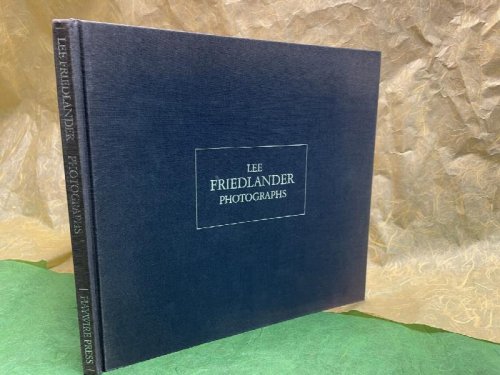 LEE FRIEDLANDER PHOTOGRAPHS HAYWIRE PRESS
LEE
FRIEDLANDER
PHOTOGRAPHS